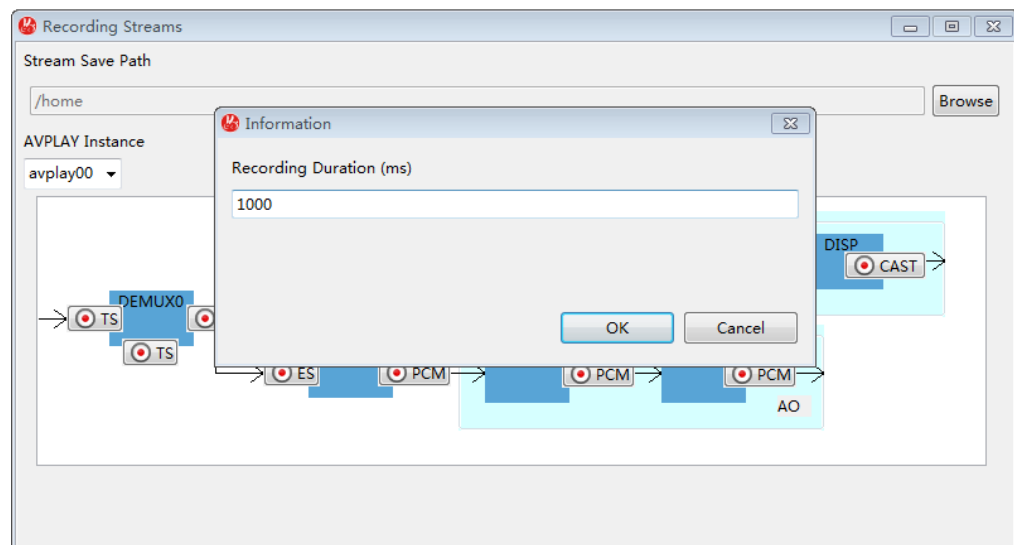 Recording Streams
Stream Save Path
/home
Browse
Information
AVPLAY Instance
Recording Duration (ms)
avplay00
1000
DISP
CAST
DEMUX0
TS
OK
Cancel
TS
ES
PCM
PCM
PCM
AO